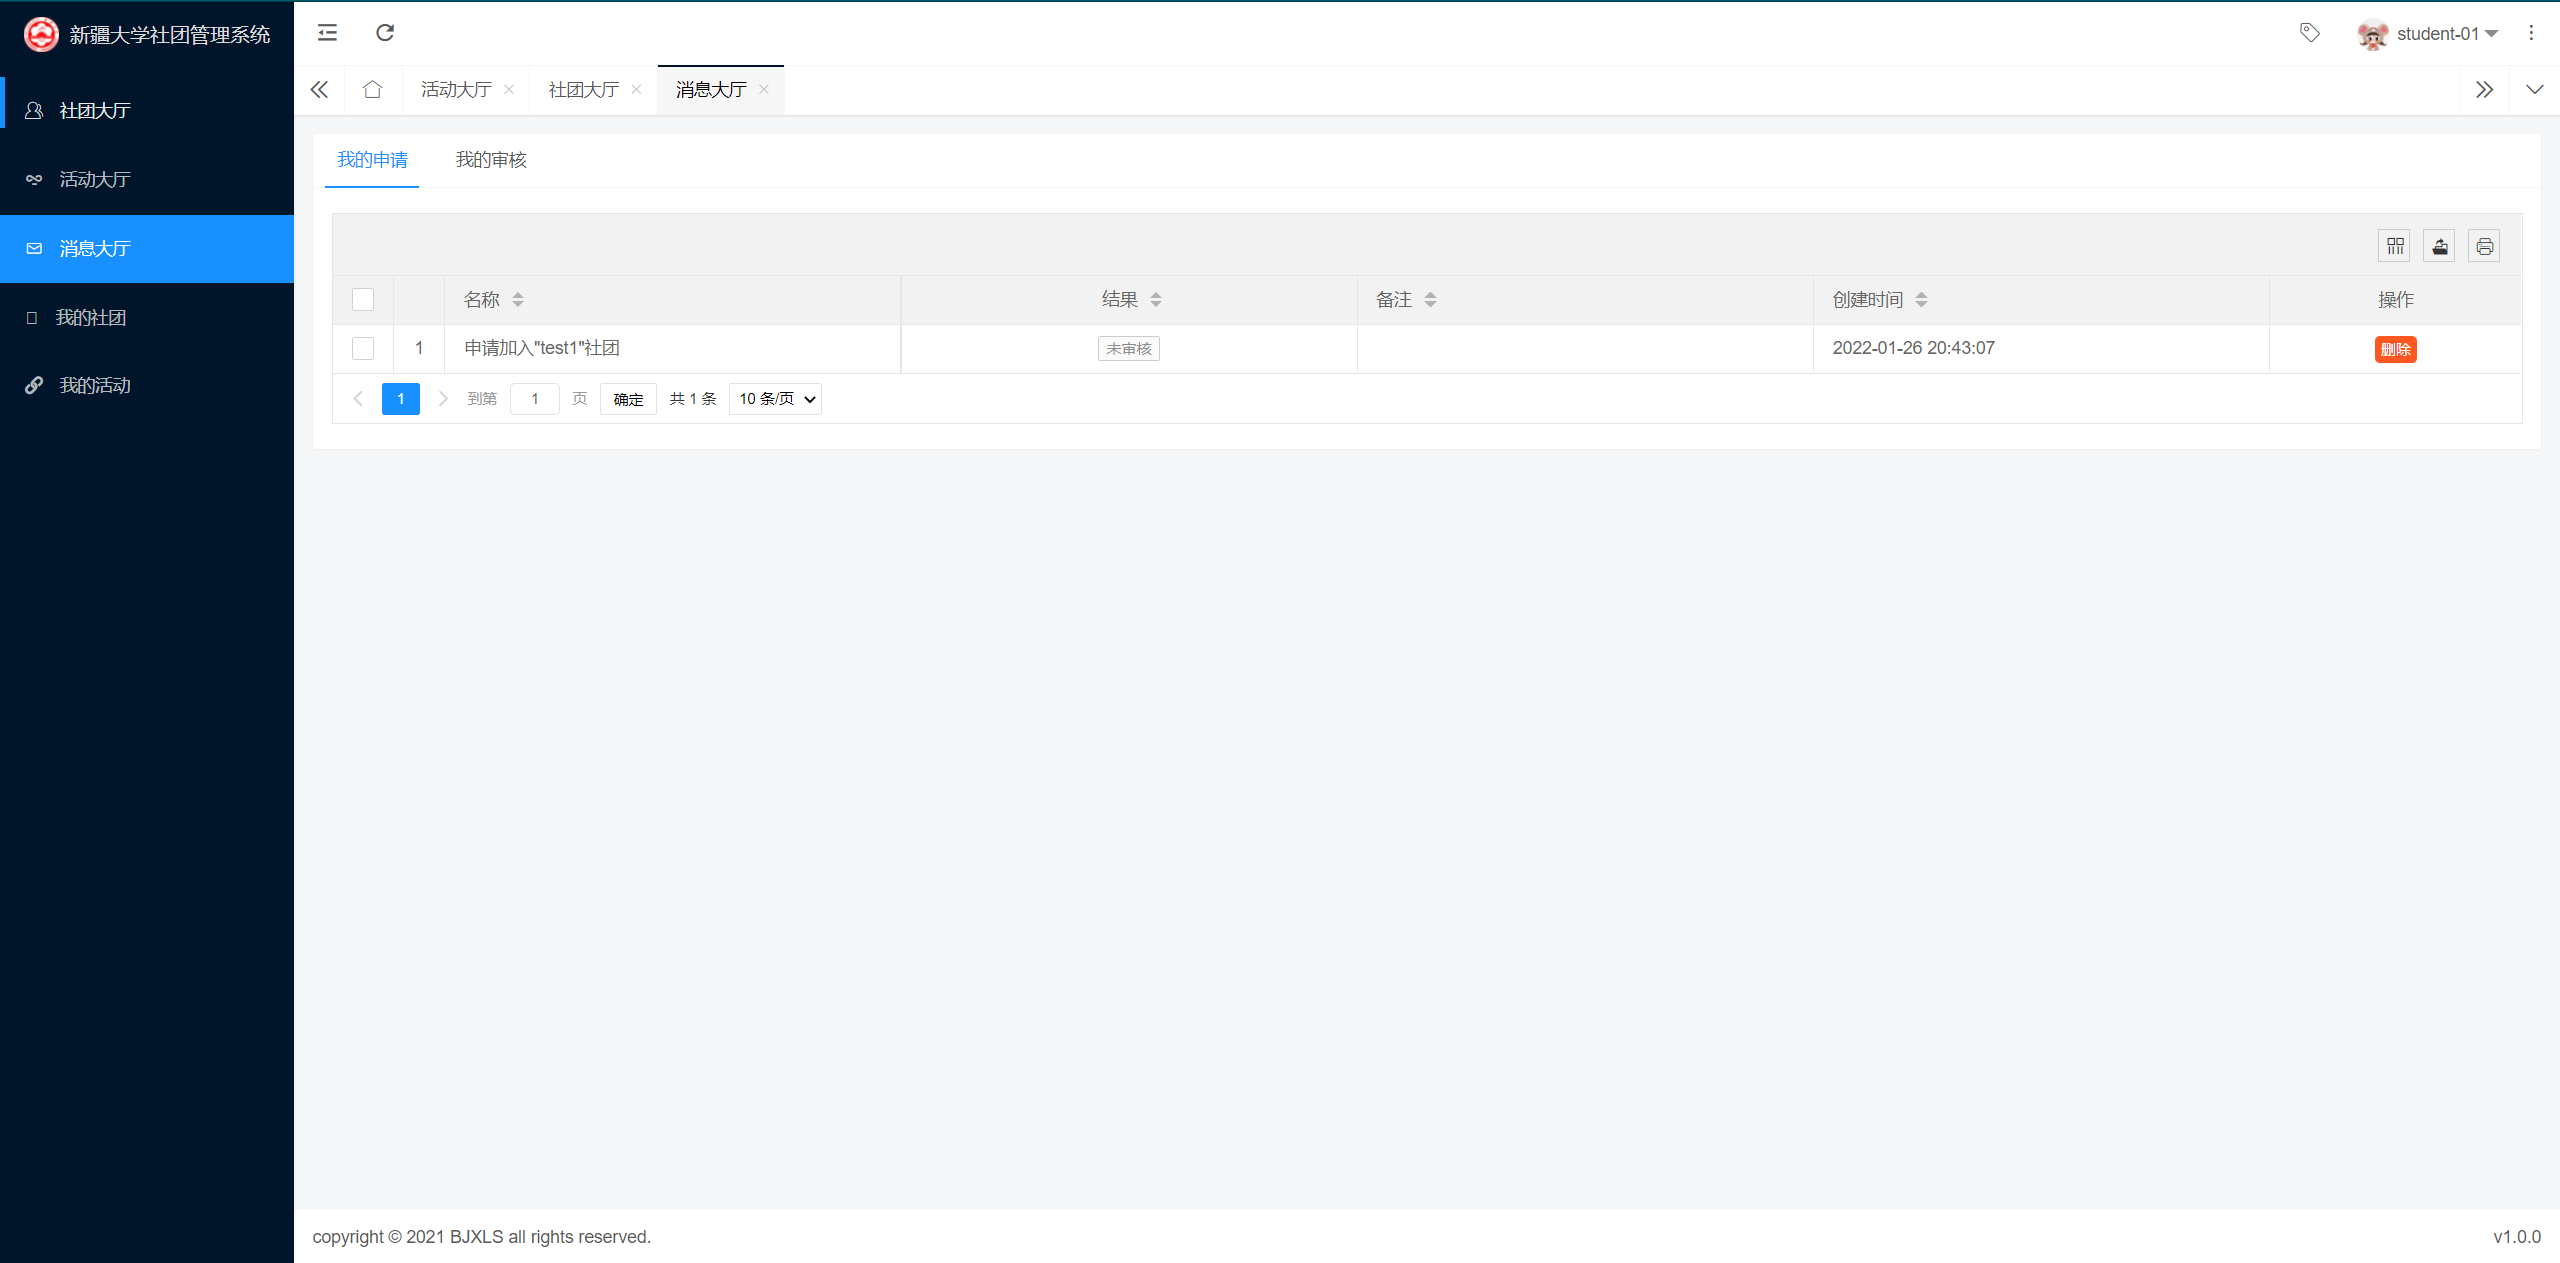 新疆大学社团管理系统
student-01
社团大厅
活动大厅
消息大厅
我的社团
我的活动
活动大厅
社团大厅
消息大厅
我的申请
我的审核
名称
结果
备注
创建时间
操作
1
申请加入"test1"社团
未审核
2022-01-26 20:43:07
删除
1 到第 1 页 确定 共 1 条 10 条/页
copyright © 2021 BJXLS all rights reserved.
v1.0.0